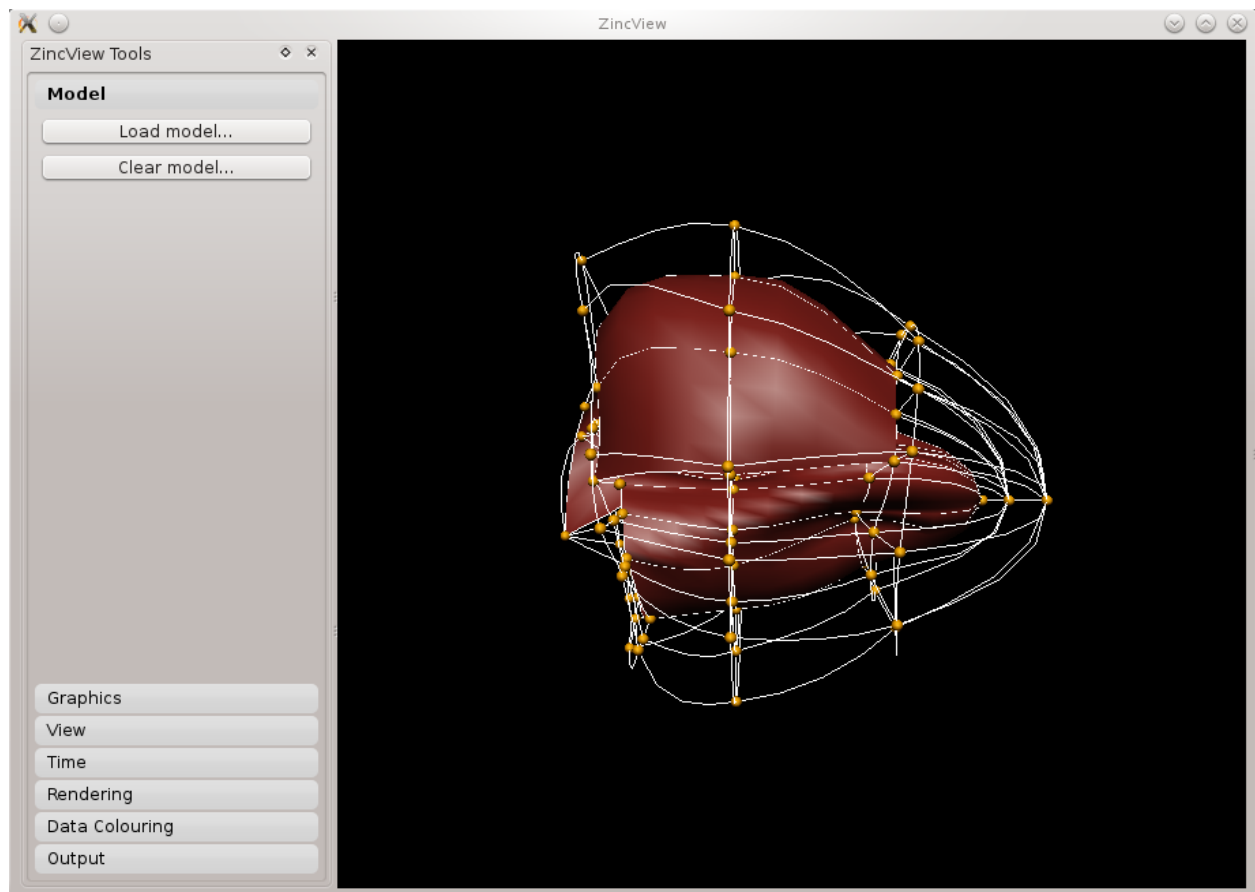 ZincView
ZincView Tools
Model
Load model...
Clear model...
Graphics
View
Time
Rendering
Data Colouring
Output